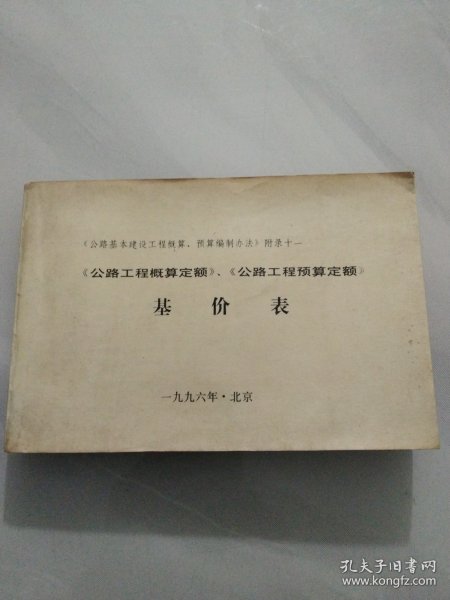 《公路基本建设工程概算、预算编制办法》附录十一
《公路工程概算定额》、《公路工程预算定额》
基价表
一九九六年·北京
孔夫子旧书网
www.kongfz.com